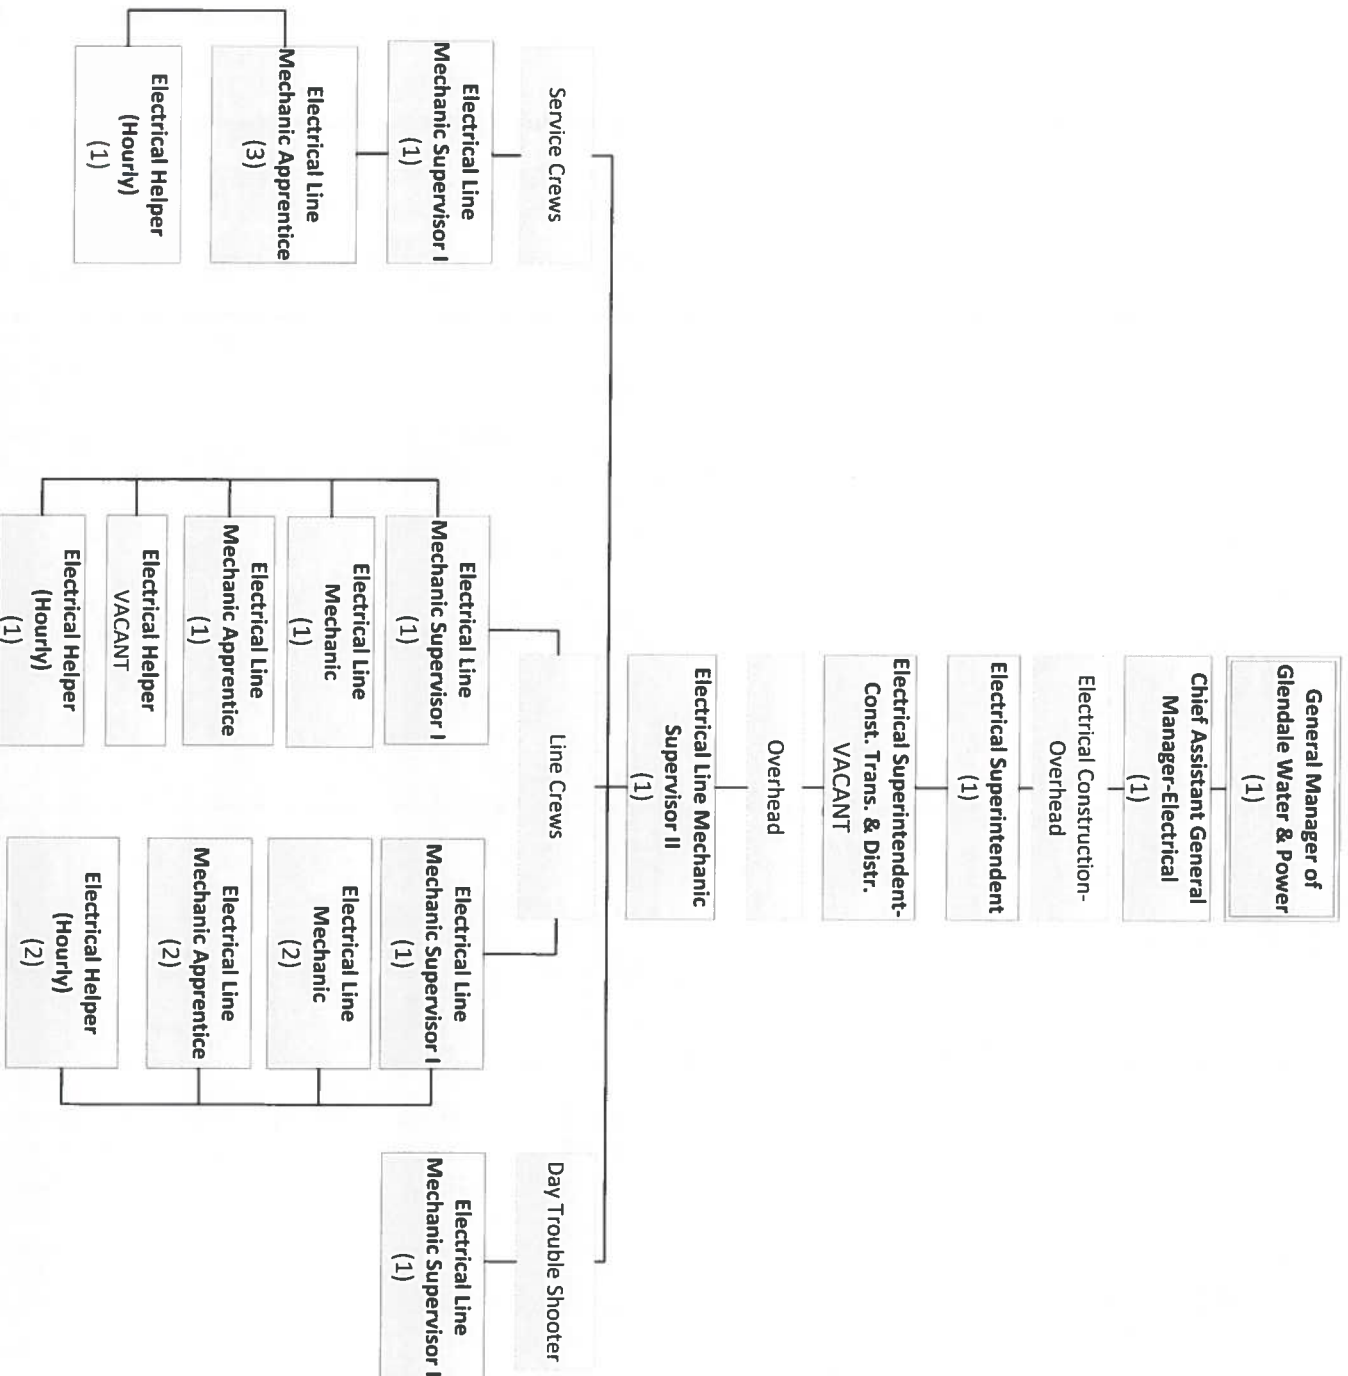 General Manager of
Glendale Water & Power
(1)
Chief Assistant General
Manager-Electrical
(1)
Electrical Construction-
Overhead
Electrical Superintendent
(1)
Electrical Superintendent-
Const. Trans. & Distr.
VACANT
Overhead
Electrical Line Mechanic
Supervisor II
(1)
Service Crews
Electrical Line
Mechanic Supervisor I
(1)
Electrical Line
Mechanic Apprentice
(3)
Electrical Helper
(Hourly)
(1)
Line Crews
Electrical Line
Mechanic Supervisor I
(1)
Electrical Line
Mechanic
(1)
Electrical Line
Mechanic Apprentice
(1)
Electrical Helper
VACANT
Electrical Helper
(Hourly)
(1)
Electrical Line
Mechanic Supervisor I
(1)
Electrical Line
Mechanic
(2)
Electrical Line
Mechanic Apprentice
(2)
Electrical Helper
(Hourly)
(2)
Day Trouble Shooter
Electrical Line
Mechanic Supervisor I
(1)